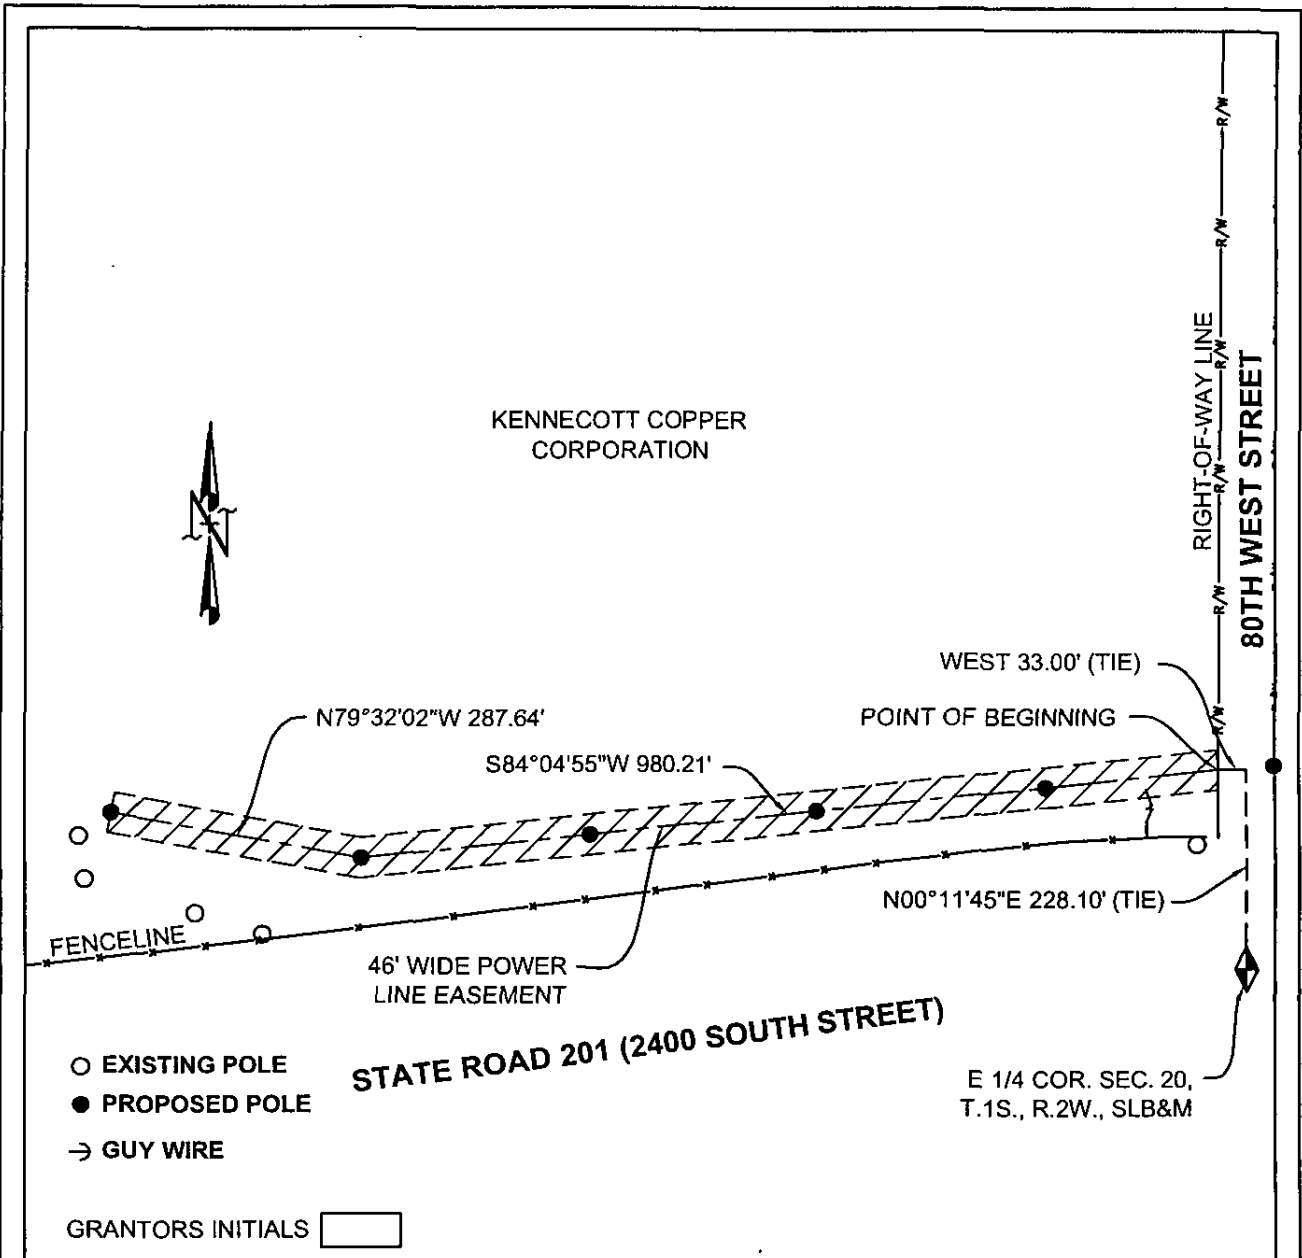 R/W
R/W
R/W
R/W
R/W
R/W
RIGHT-OF-WAY LINE
80TH WEST STREET
KENNECOTT COPPER
CORPORATION
N
WEST 33.00' (TIE)
N79°32'02"W 287.64'
POINT OF BEGINNING
S84°04'55"W 980.21'
N00°11'45"E 228.10' (TIE)
FENCELINE
46' WIDE POWER
LINE EASEMENT
STATE ROAD 201 (2400 SOUTH STREET)
EXISTING POLE
PROPOSED POLE
GUY WIRE
E 1/4 COR. SEC. 20,
T.1S., R.2W., SLB&M
GRANTORS INITIALS